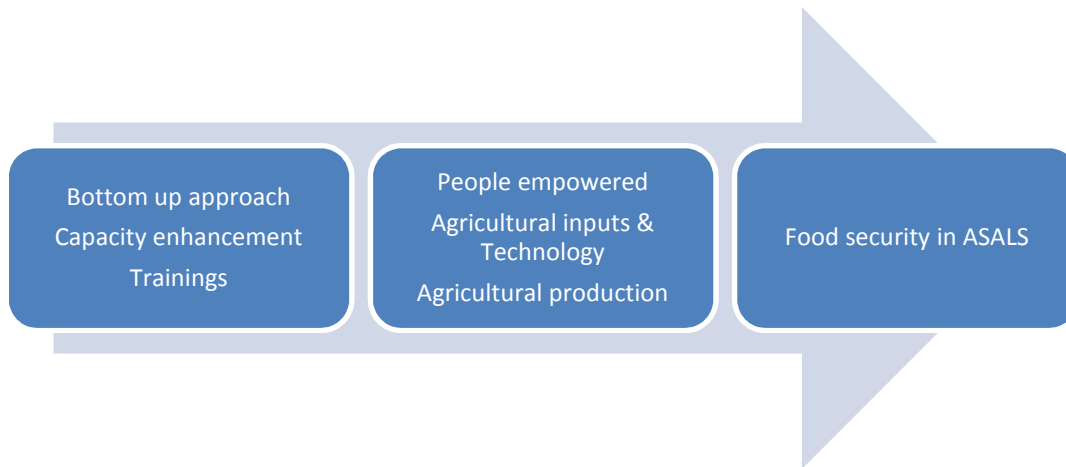 Bottom up approach
Capacity enhancement
Trainings
People empowered
Agricultural inputs &
Technology
Agricultural production
Food security in ASALS